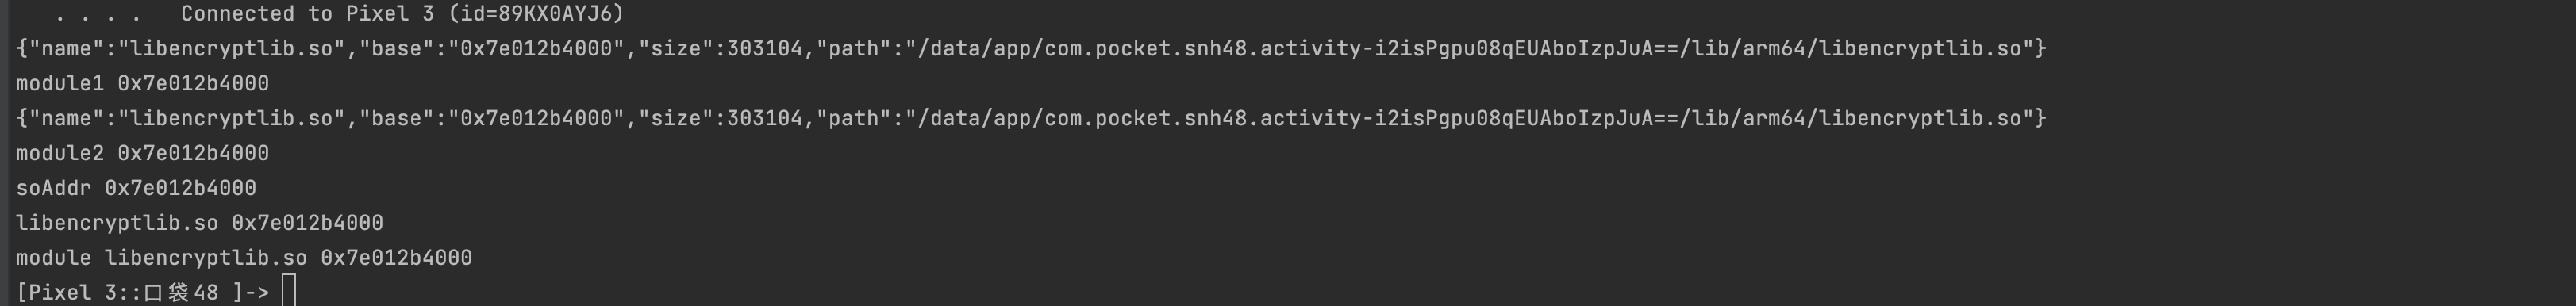 . . . .   Connected to Pixel 3 (id=89KX0AYJ6)
{"name":"libencryptlib.so","base":"0x7e012b4000","size":303104,"path":"/data/app/com.pocket.snh48.activity-i2isPgpu08qEUAboIzpJuA==/lib/arm64/libencryptlib.so"}
module1 0x7e012b4000
{"name":"libencryptlib.so","base":"0x7e012b4000","size":303104,"path":"/data/app/com.pocket.snh48.activity-i2isPgpu08qEUAboIzpJuA==/lib/arm64/libencryptlib.so"}
module2 0x7e012b4000
soAddr 0x7e012b4000
libencryptlib.so 0x7e012b4000
module libencryptlib.so 0x7e012b4000
[Pixel 3::口袋48 ]->